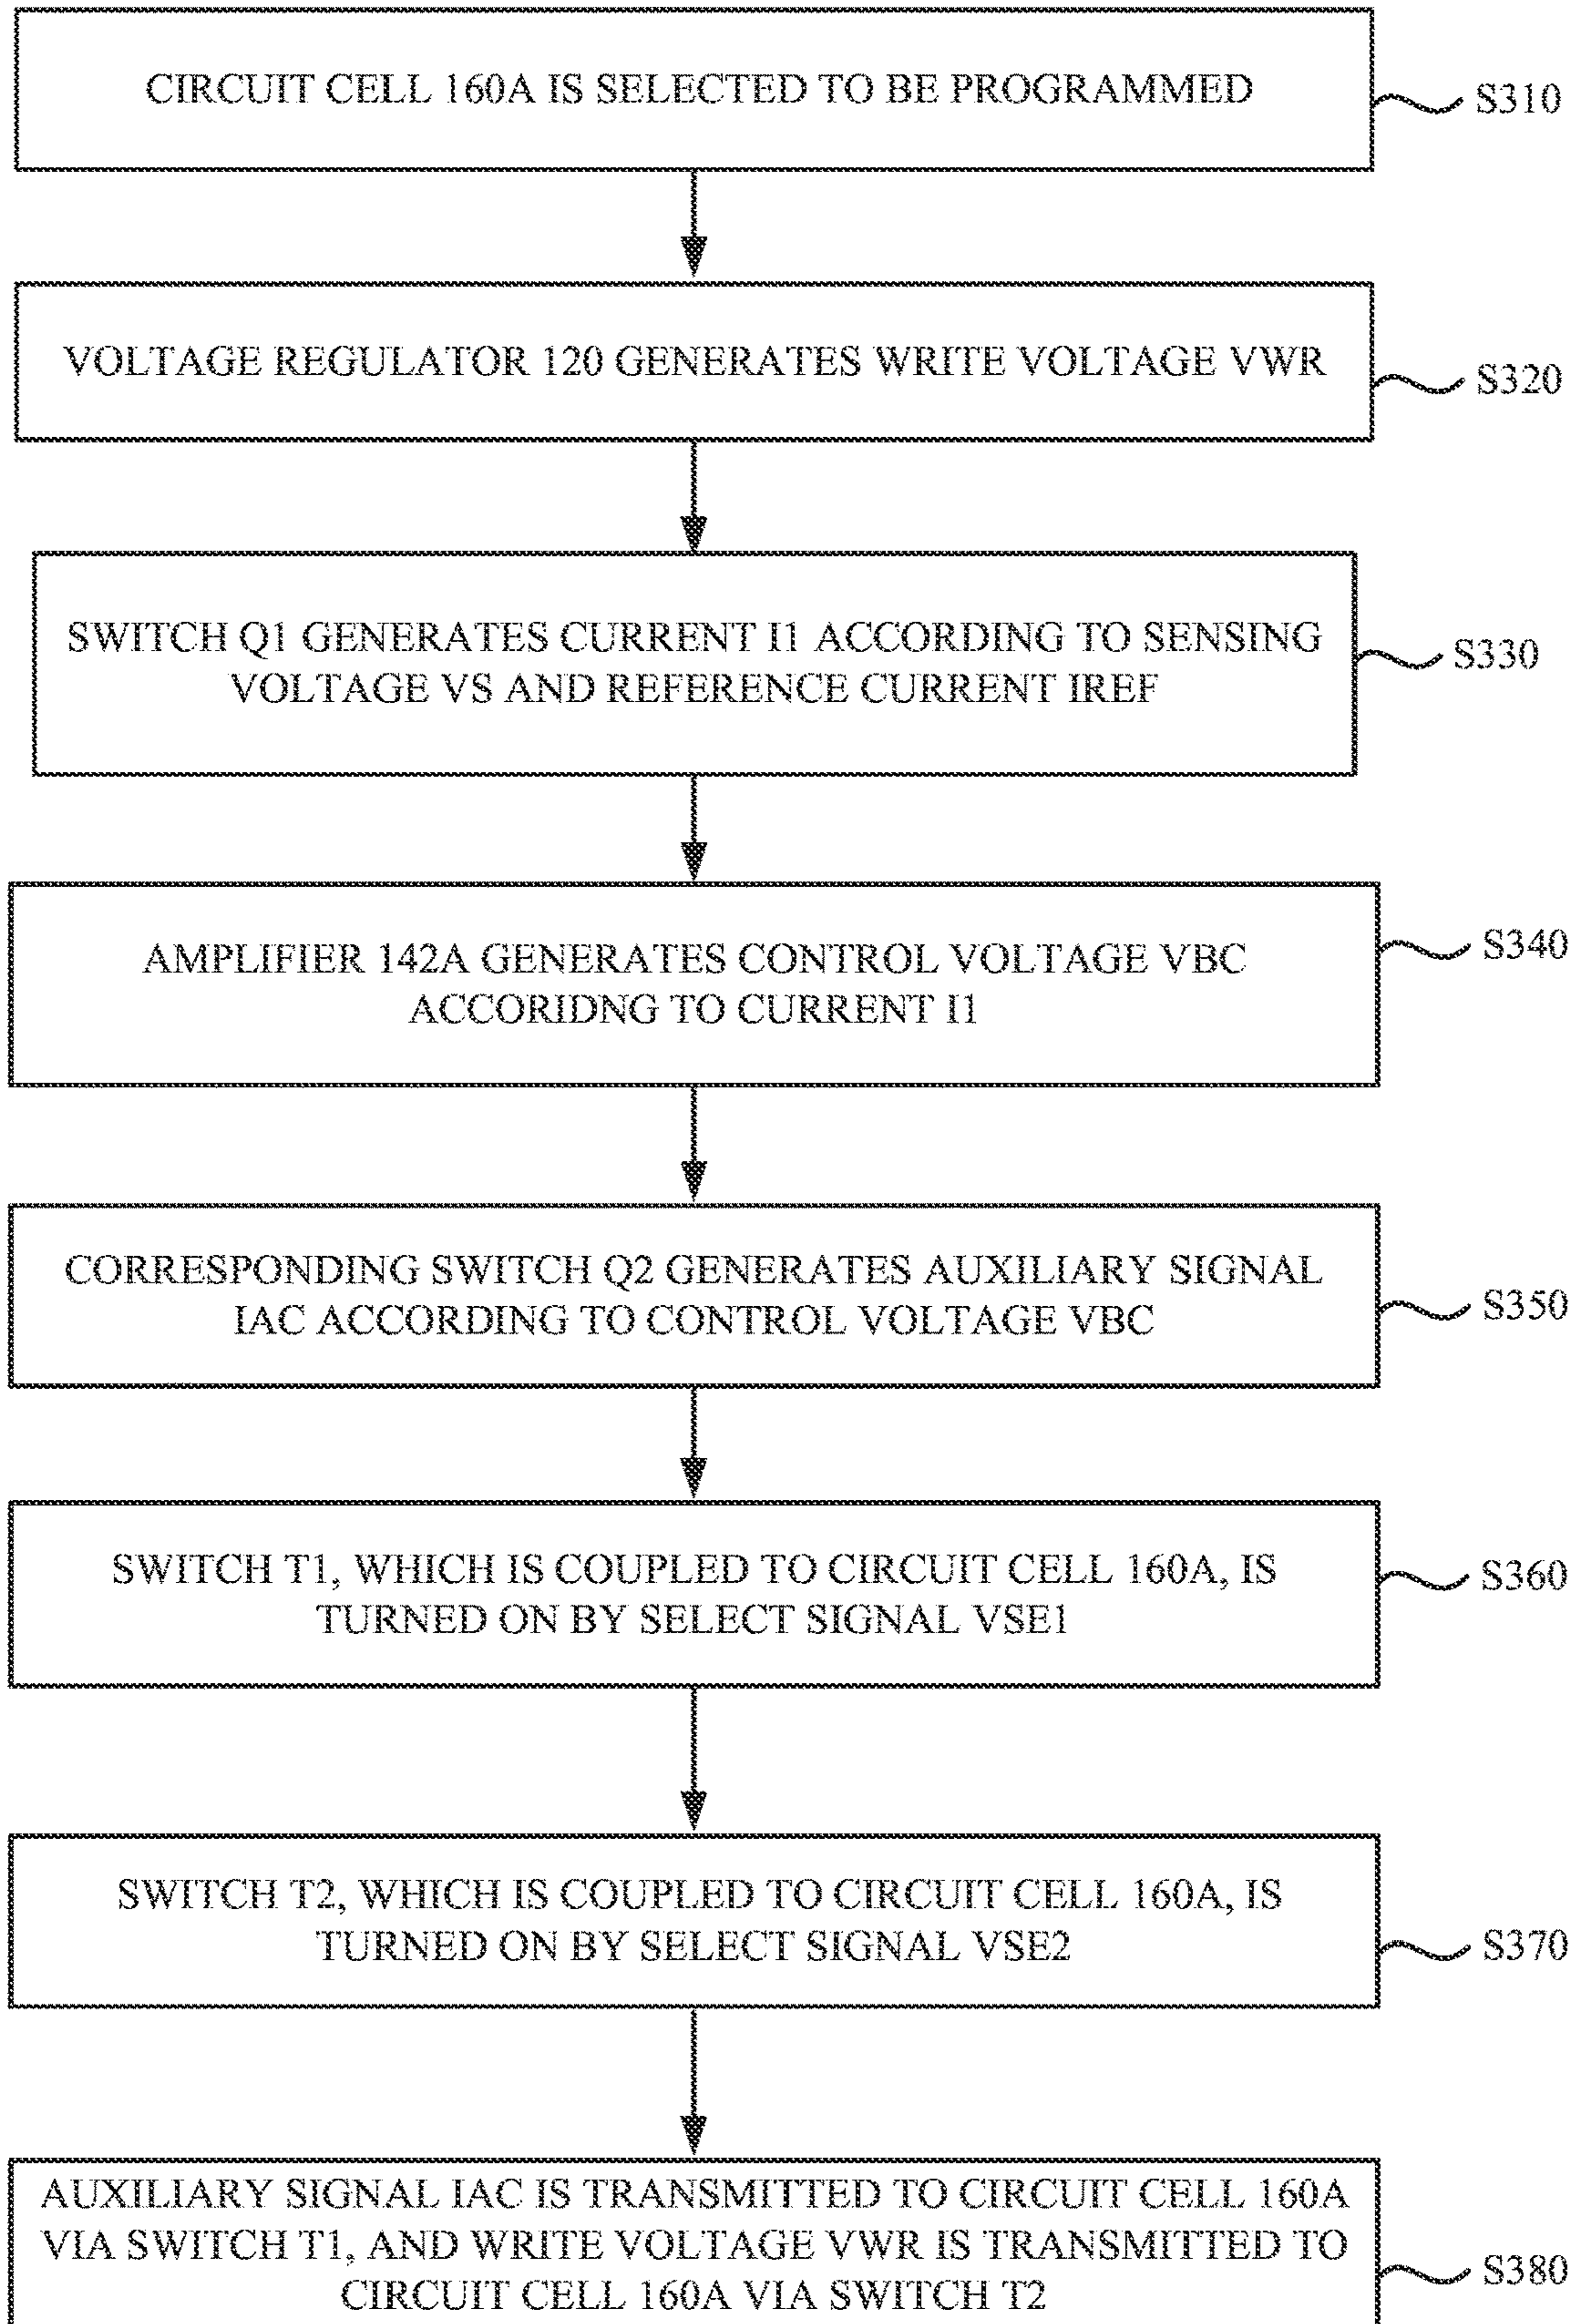 CIRCUIT CELL 160A IS SELECTED TO BE PROGRAMMED
S310
VOLTAGE REGULATOR 120 GENERATES WRITE VOLTAGE VWR
S320
SWITCH Q1 GENERATES CURRENT I1 ACCORDING TO SENSING
VOLTAGE VS AND REFERENCE CURRENT IREF
S330
AMPLIFIER 142A GENERATES CONTROL VOLTAGE VBC
ACCORIDNG TO CURRENT I1
S340
CORRESPONDING SWITCH Q2 GENERATES AUXILIARY SIGNAL
IAC ACCORDING TO CONTROL VOLTAGE VBC
S350
SWITCH T1, WHICH IS COUPLED TO CIRCUIT CELL 160A, IS
TURNED ON BY SELECT SIGNAL VSE1
S360
SWITCH T2, WHICH IS COUPLED TO CIRCUIT CELL 160A, IS
TURNED ON BY SELECT SIGNAL VSE2
S370
AUXILIARY SIGNAL IAC IS TRANSMITTED TO CIRCUIT CELL 160A
VIA SWITCH T1, AND WRITE VOLTAGE VWR IS TRANSMITTED TO
CIRCUIT CELL 160A VIA SWITCH T2
S380